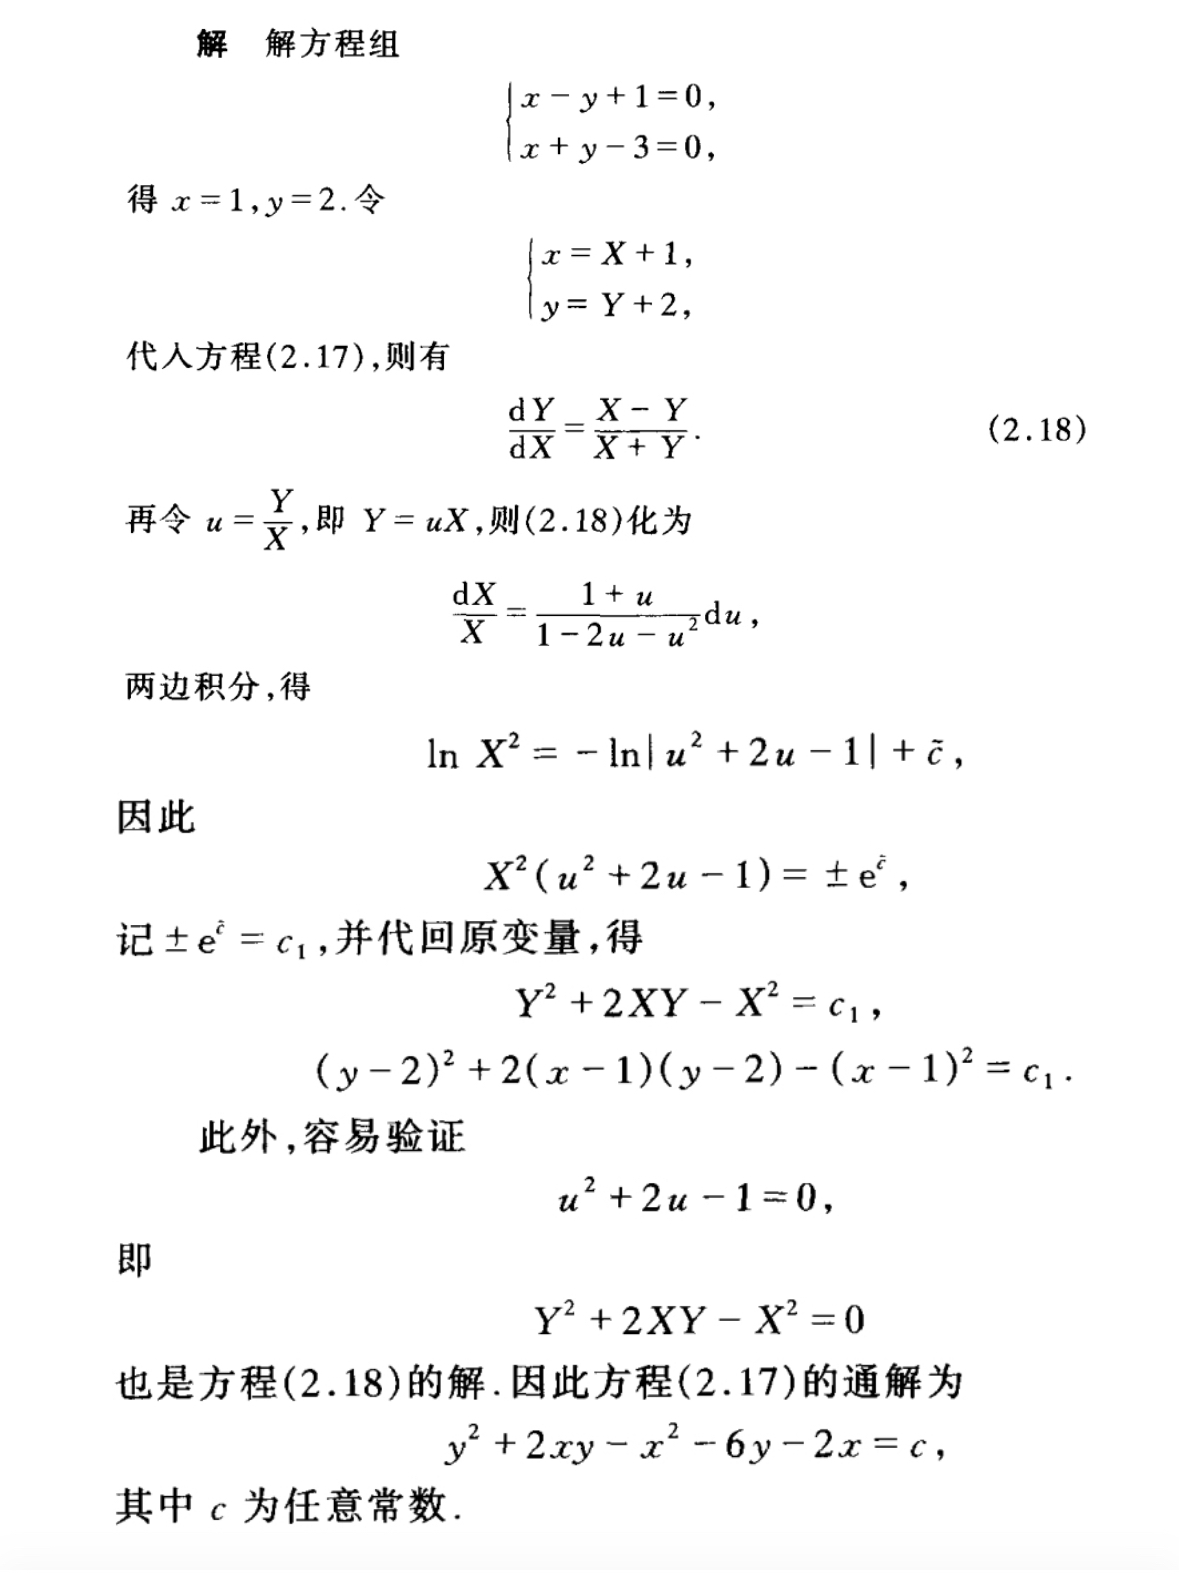 解 解方程组
{x - y + 1 = 0,
x + y - 3 = 0,
得 x = 1, y = 2. 令
{x = X + 1,
y = Y + 2,
代入方程(2.17),则有
dY/dX = (X - Y)/(X + Y). (2.18)
再令 u = Y/X, 即 Y = uX, 则(2.18)化为
dX/X = (1 + u)/(1 - 2u - u²) du,
两边积分,得
ln X² = - ln|u² + 2u - 1| + c̃,
因此
X²(u² + 2u - 1) = ± e^c̃,
记 ± e^c̃ = c₁, 并代回原变量,得
Y² + 2XY - X² = c₁,
(y - 2)² + 2(x - 1)(y - 2) - (x - 1)² = c₁.
此外,容易验证
u² + 2u - 1 = 0,
即
Y² + 2XY - X² = 0
也是方程(2.18)的解. 因此方程(2.17)的通解为
y² + 2xy - x² - 6y - 2x = c,
其中 c 为任意常数.